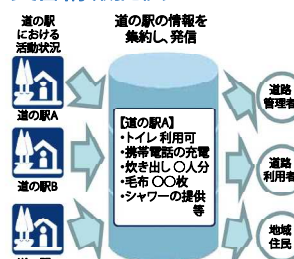 道の駅
における
活動状況
道の駅の情報を
集約し、発信
道の駅A
道の駅B
【道の駅A】
・トイレ利用可
・携帯電話の充電
・炊き出し〇人分
・毛布 〇〇枚
・シャワーの提供
等
道路
管理者
道路
利用者
地域
住民